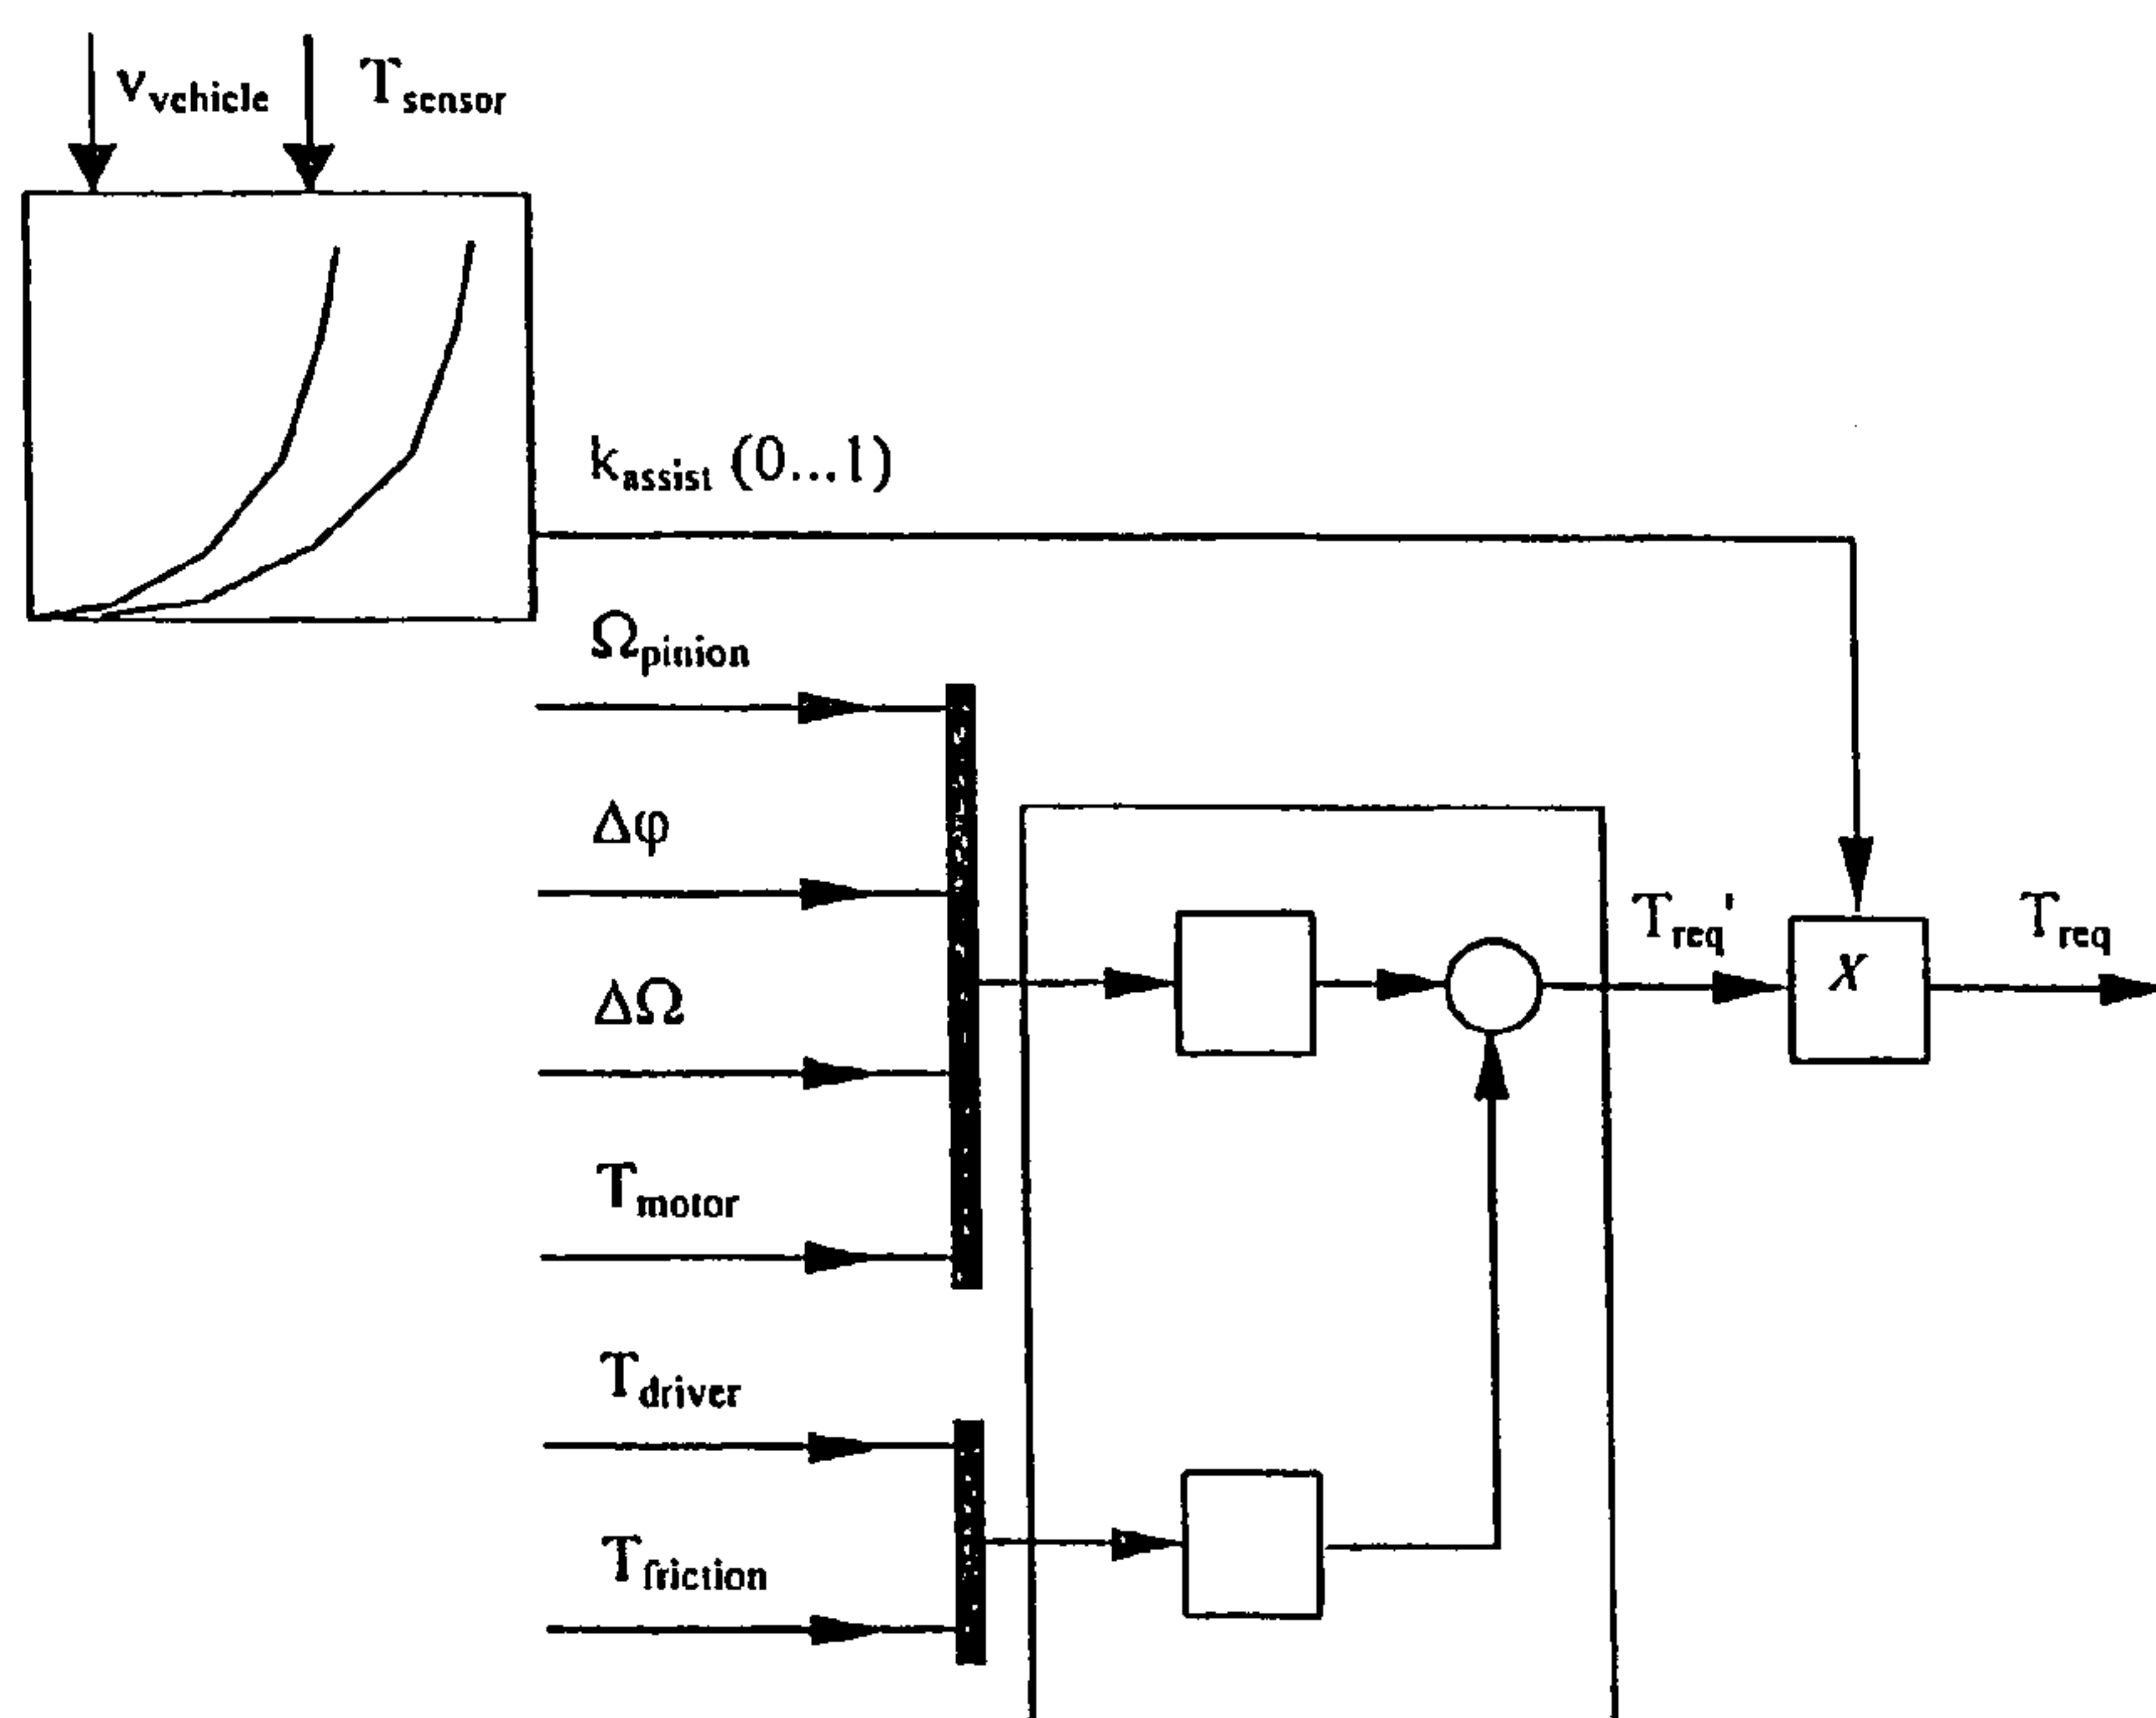 v_vehicle T_sensor
k_assist (0...1)
Ω_pinion
Δφ
ΔΩ
T_req' T_req
x
T_motor
T_driver
T_friction